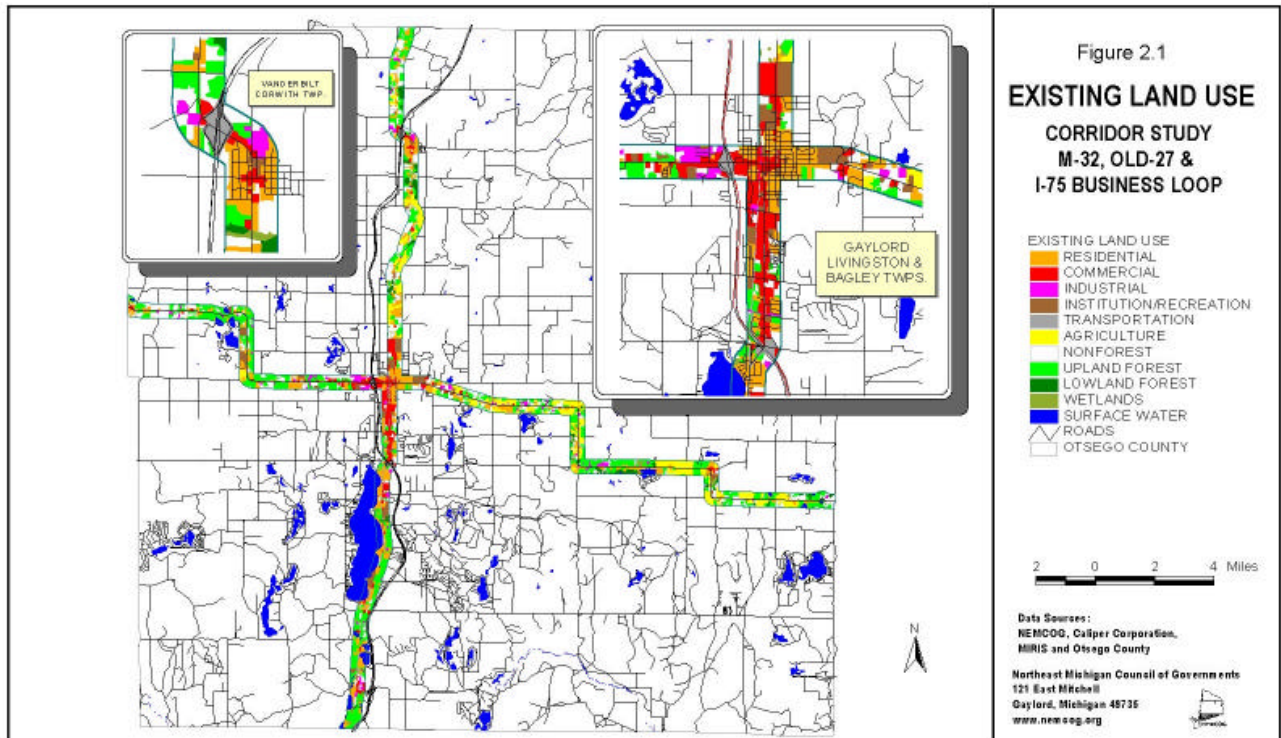 VANDERBILT
CORWITH TWP.
GAYLORD
LIVINGSTON &
BAGLEY TWPS.
Figure 2.1
EXISTING LAND USE
CORRIDOR STUDY
M-32, OLD-27 &
I-75 BUSINESS LOOP
EXISTING LAND USE
RESIDENTIAL
COMMERCIAL
INDUSTRIAL
INSTITUTION/RECREATION
TRANSPORTATION
AGRICULTURE
NONFOREST
UPLAND FOREST
LOWLAND FOREST
WETLANDS
SURFACE WATER
ROADS
OTSEGO COUNTY
2 0 2 4 Miles
N
Data Sources:
NEMCOG, Caliper Corporation,
MIRIS and Otsego County
Northeast Michigan Council of Governments
121 East Mitchell
Gaylord, Michigan 49735
www.nemcog.org